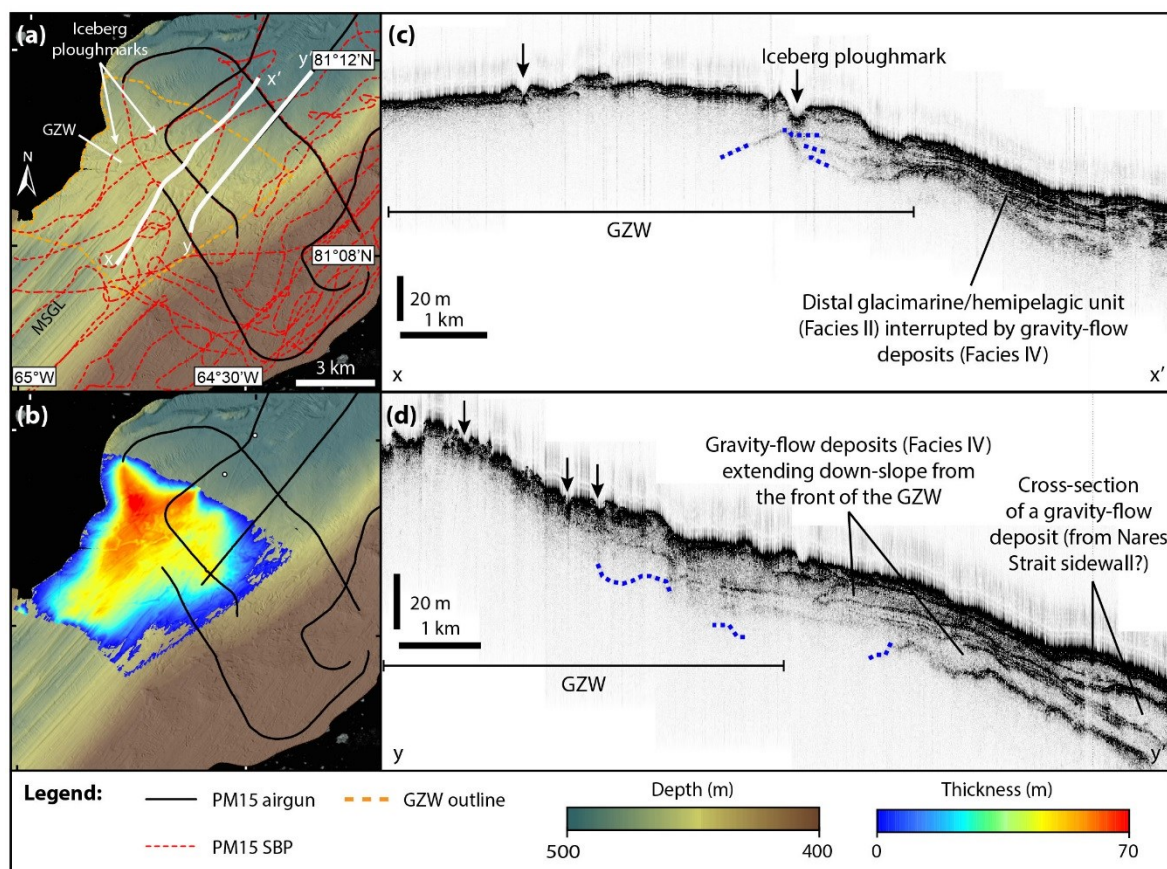 (a)
Iceberg
ploughmarks
GZW
N
MSGL
x
x'
y
y'
81°12'N
81°08'N
65°W
64°30'W
3 km
(b)
(c)
Iceberg
ploughmark
GZW
20 m
1 km
Distal glacimarine/hemipelagic unit
(Facies II) interrupted by gravity-flow
deposits (Facies IV)
x
x'
(d)
Gravity-flow deposits (Facies IV)
extending down-slope from
the front of the GZW
Cross-section
of a gravity-flow
deposit (from Nares
Strait sidewall?)
20 m
1 km
GZW
y
y'
Legend:
PM15 airgun
GZW outline
PM15 SBP
Depth (m)
500
400
Thickness (m)
0
70